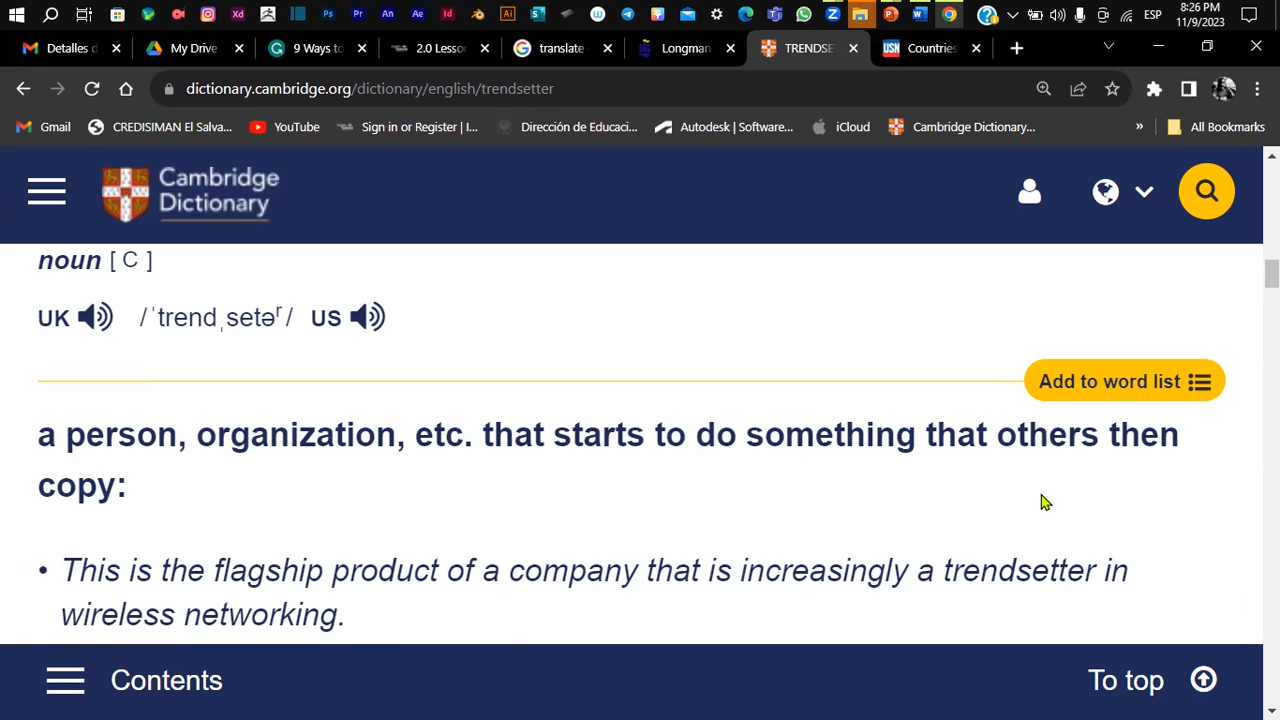 8:26 PM
ESP
11/9/2023
Detalles d
My Drive
9 Ways to
2.0 Lesso
translate
Longman
TRENDSE
Countries
dictionary.cambridge.org/dictionary/english/trendsetter
Gmail
CREDISIMAN El Salva...
YouTube
Sign in or Register | I...
Dirección de Educaci...
Autodesk | Software...
iCloud
Cambridge Dictionary...
»
All Bookmarks
Cambridge
Dictionary
noun [ C ]
UK /ˈtrendˌsetəʳ/ US
Add to word list
a person, organization, etc. that starts to do something that others then
copy:
• This is the flagship product of a company that is increasingly a trendsetter in
wireless networking.
Contents
To top